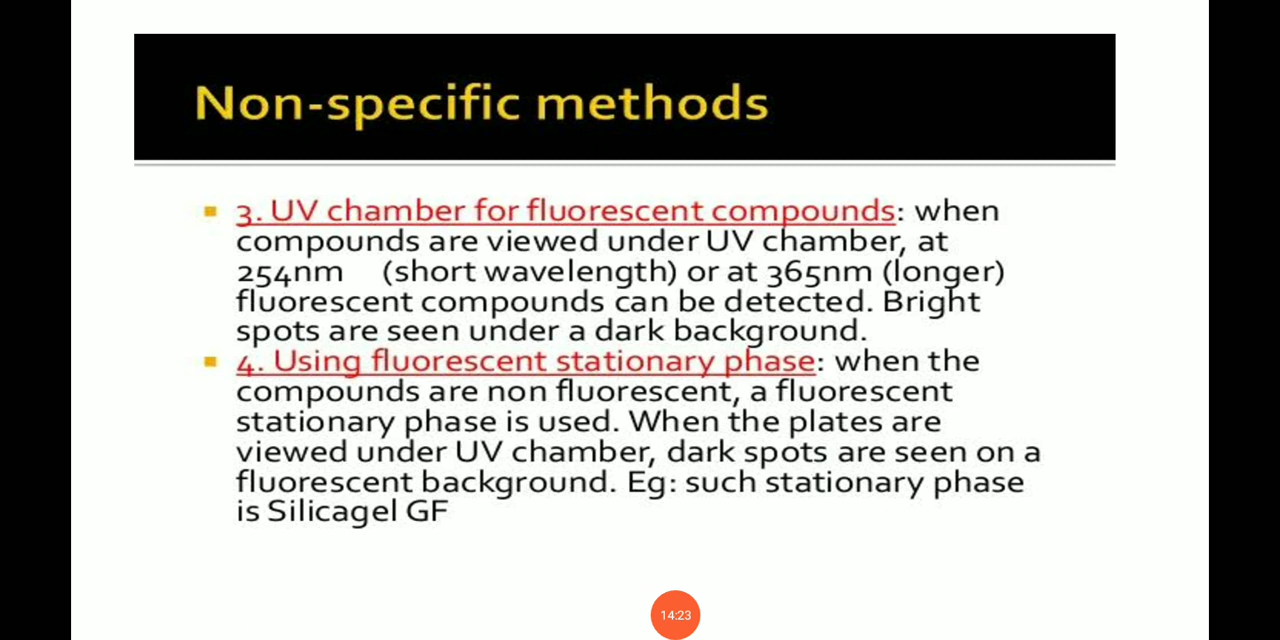 Non-specific methods
3. UV chamber for fluorescent compounds: when
compounds are viewed under UV chamber, at
254nm (short wavelength) or at 365nm (longer)
fluorescent compounds can be detected. Bright
spots are seen under a dark background.
4. Using fluorescent stationary phase: when the
compounds are non fluorescent, a fluorescent
stationary phase is used. When the plates are
viewed under UV chamber, dark spots are seen on a
fluorescent background. Eg: such stationary phase
is Silicagel GF
14:23